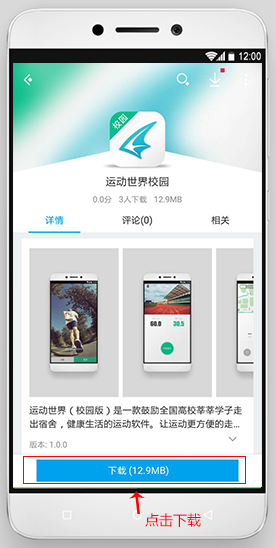 12:00
校园
运动世界校园
0.0分 3人下载 12.9MB
详情 评论(0) 相关
68.0 36.5
运动世界（校园版）是一款鼓励全国高校莘莘学子走
出宿舍，健康生活的运动软件。让运动更方便的走...
版本: 1.0.0
下载 (12.9MB)
点击下载